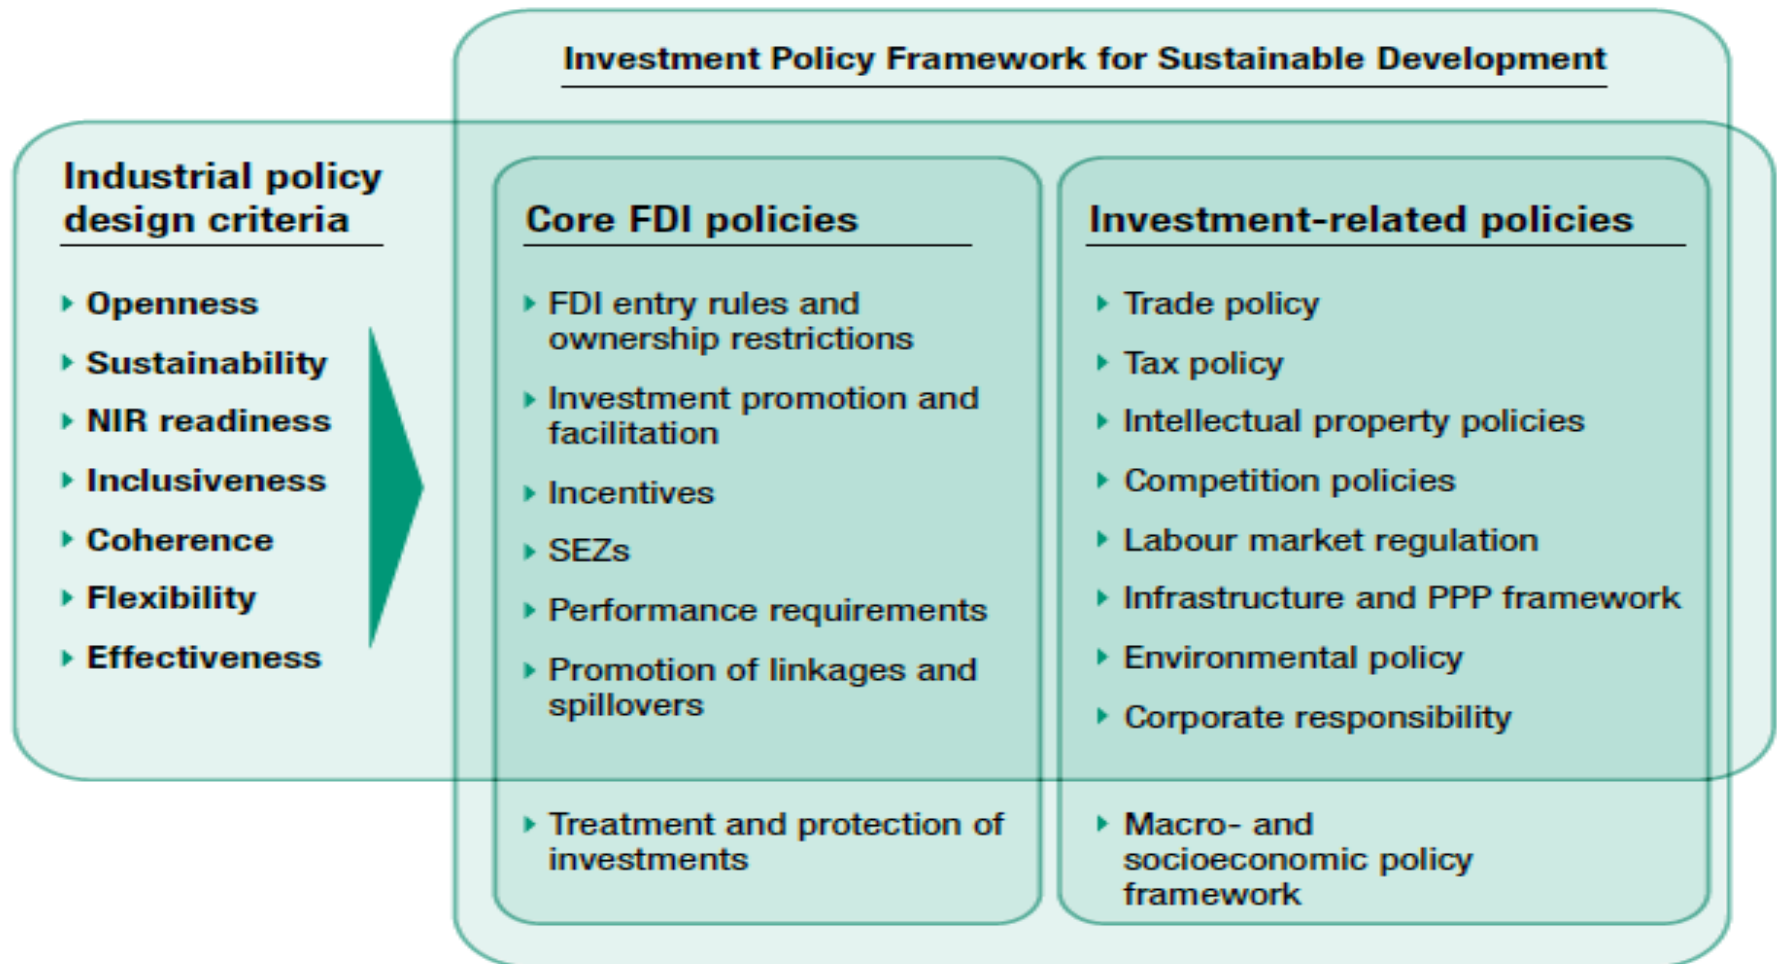 Investment Policy Framework for Sustainable Development
Industrial policy
design criteria
Openness
Sustainability
NIR readiness
Inclusiveness
Coherence
Flexibility
Effectiveness
Core FDI policies
FDI entry rules and
ownership restrictions
Investment promotion and
facilitation
Incentives
SEZs
Performance requirements
Promotion of linkages and
spillovers
Treatment and protection of
investments
Investment-related policies
Trade policy
Tax policy
Intellectual property policies
Competition policies
Labour market regulation
Infrastructure and PPP framework
Environmental policy
Corporate responsibility
Macro- and
socioeconomic policy
framework